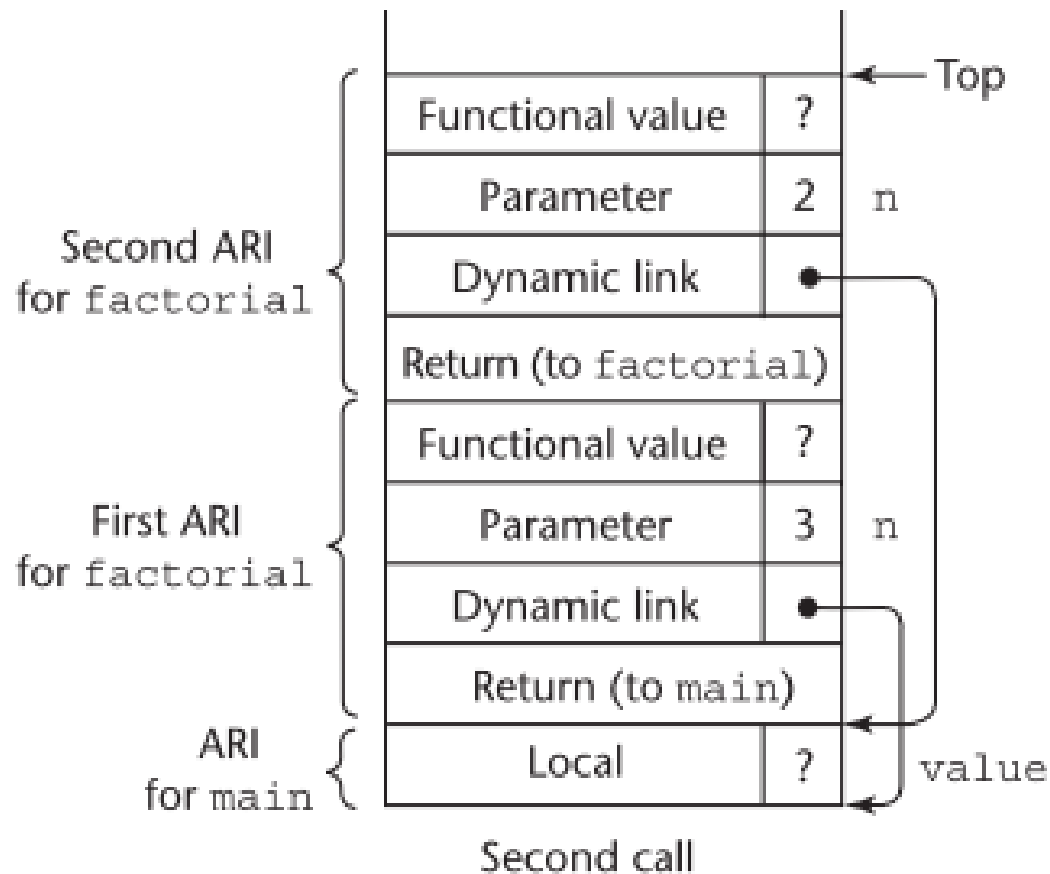 Top
Functional value ?
Parameter 2 n
Second ARI
for factorial
Dynamic link
Return (to factorial)
Functional value ?
First ARI
for factorial
Parameter 3 n
Dynamic link
Return (to main)
ARI
for main
Local ? value
Second call